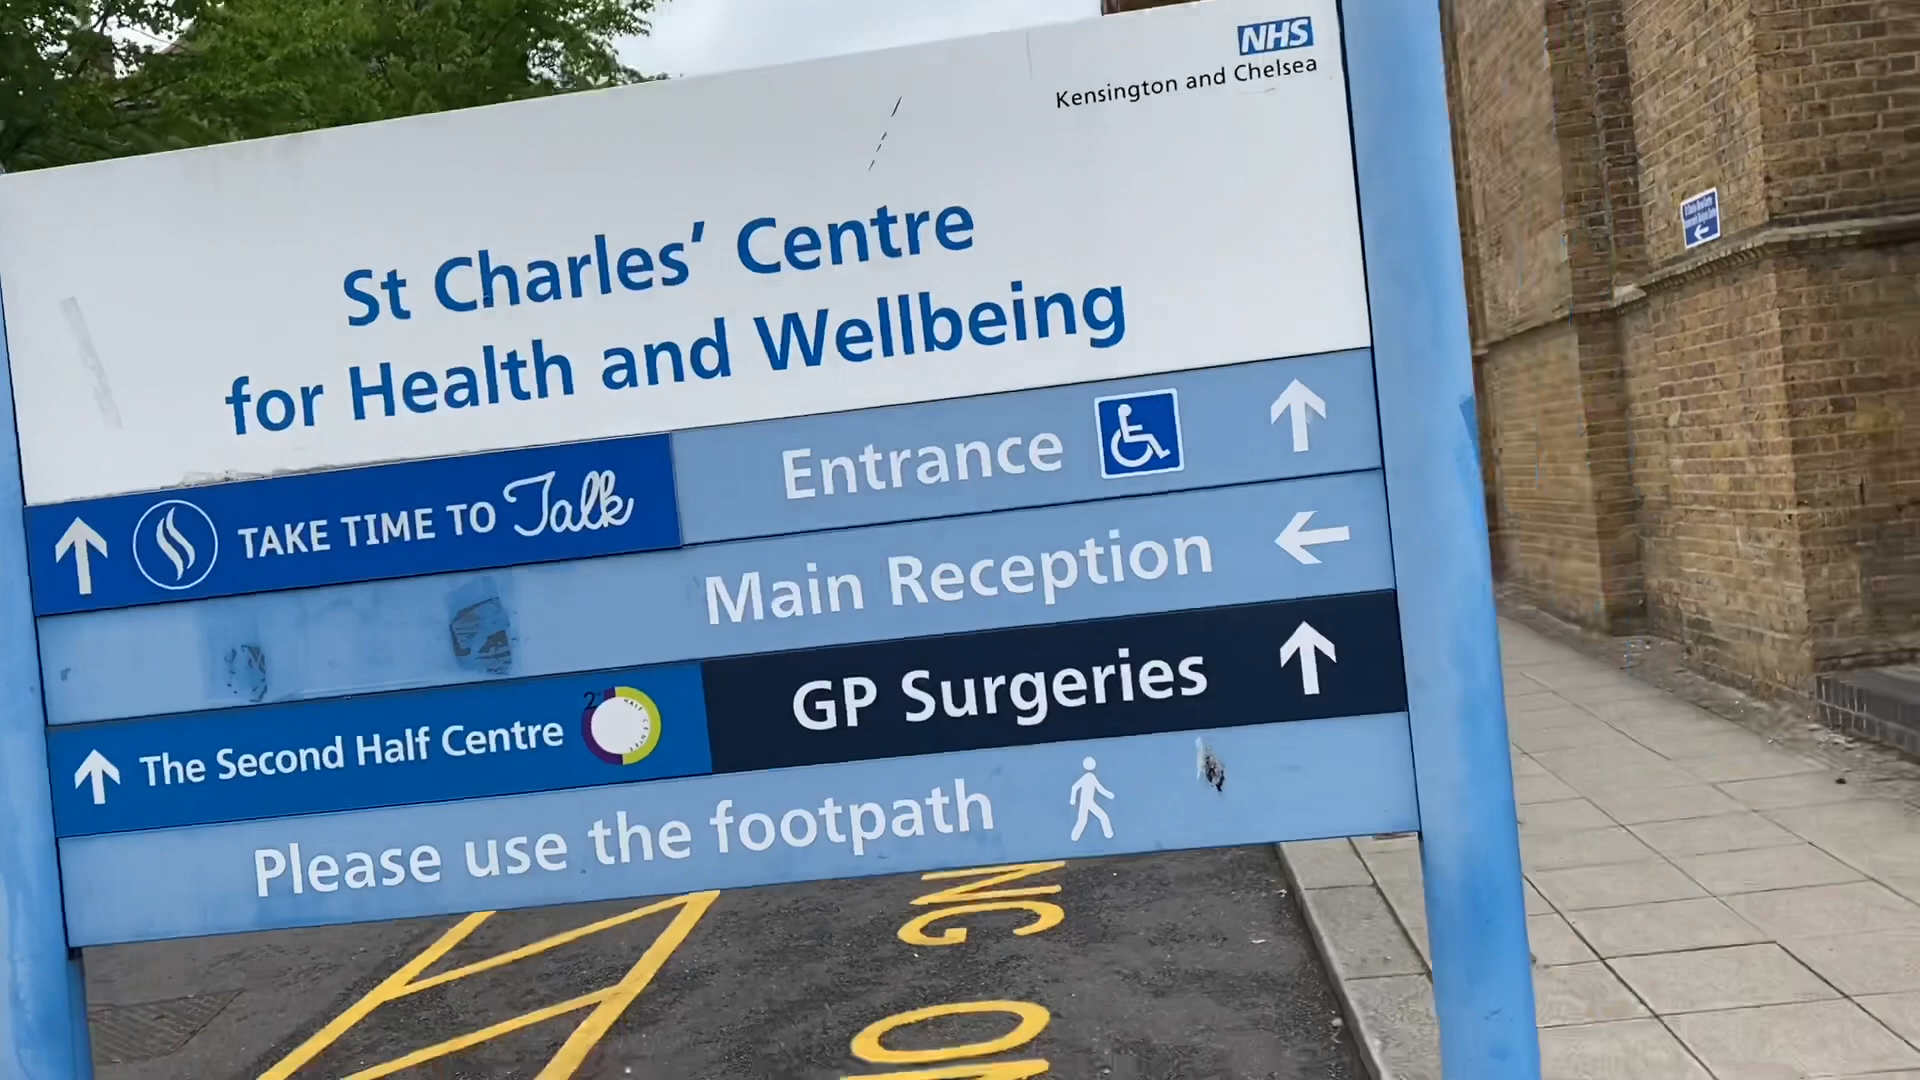 NHS
Kensington and Chelsea
St Charles' Centre
for Health and Wellbeing
Entrance
TAKE TIME TO Talk
Main Reception
GP Surgeries
The Second Half Centre
Please use the footpath
NG
O